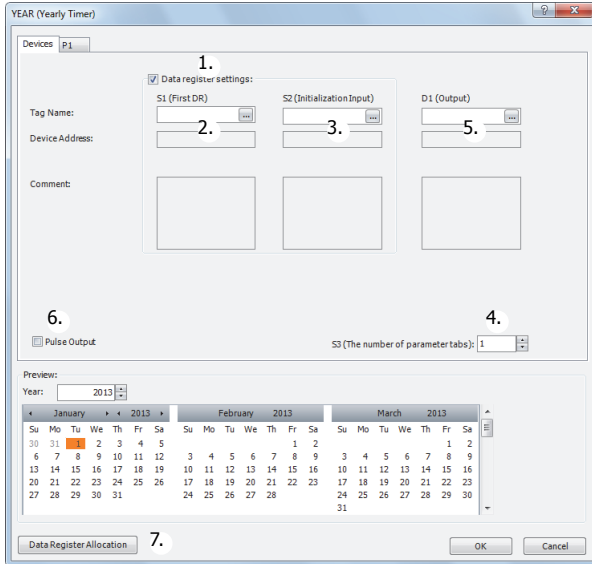 YEAR (Yearly Timer)
Devices P1
1.
Data register settings:
S1 (First DR) S2 (Initialization Input) D1 (Output)
Tag Name: ... ... ...
2. 3. 5.
Device Address:
Comment:
6. 4.
Pulse Output S3 (The number of parameter tabs): 1
Preview:
Year: 2013
January 2013 February 2013 March 2013
Su Mo Tu We Th Fr Sa Su Mo Tu We Th Fr Sa Su Mo Tu We Th Fr Sa
30 31 1 2 3 4 5 1 2 1 2
6 7 8 9 10 11 12 3 4 5 6 7 8 9 3 4 5 6 7 8 9
13 14 15 16 17 18 19 10 11 12 13 14 15 16 10 11 12 13 14 15 16
20 21 22 23 24 25 26 17 18 19 20 21 22 23 17 18 19 20 21 22 23
27 28 29 30 31 24 25 26 27 28 24 25 26 27 28 29 30
31
Data Register Allocation 7. OK Cancel